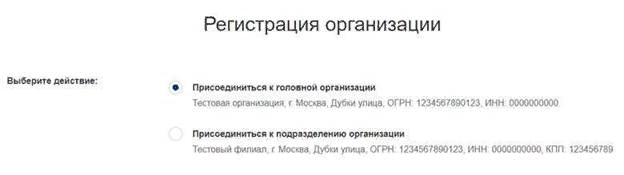 Регистрация организации
Выберите действие:
Присоединиться к головной организации
Тестовая организация, г. Москва, Дубки улица, ОГРН: 1234567890123, ИНН: 0000000000
Присоединиться к подразделению организации
Тестовый филиал, г. Москва, Дубки улица, ОГРН: 1234567890123, ИНН: 0000000000, КПП: 123456789